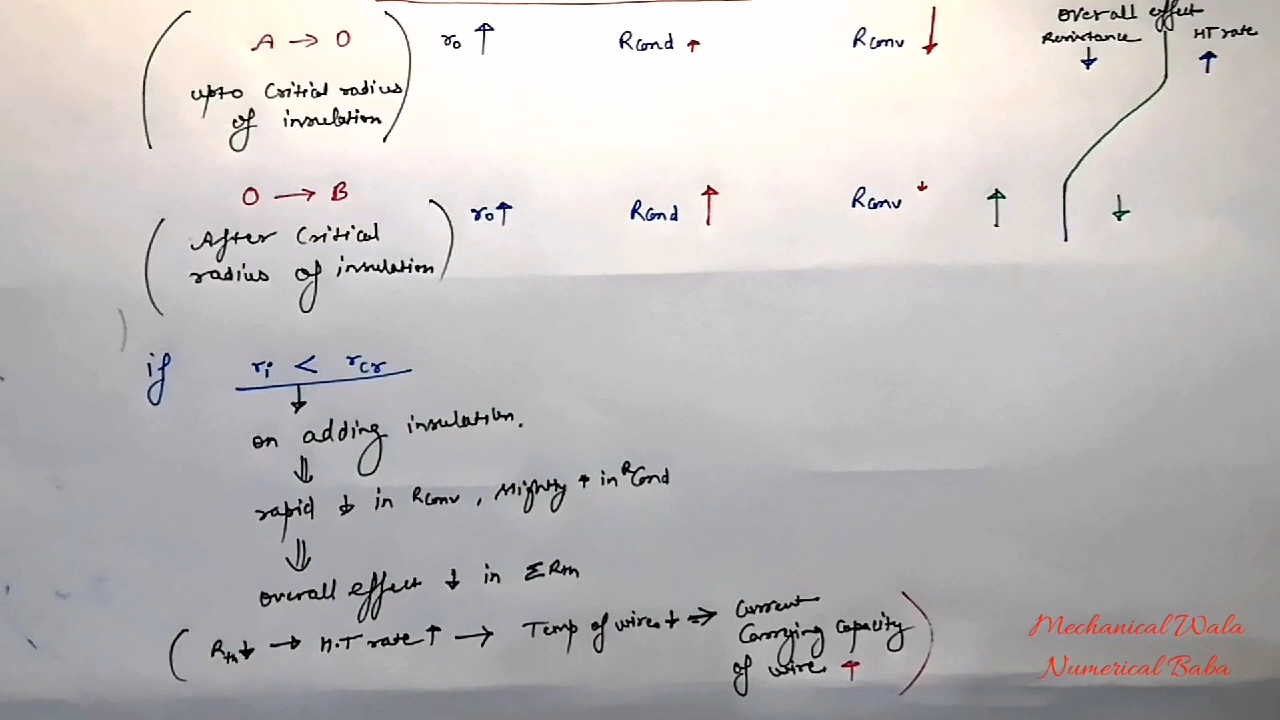 A → O r₀ ↑ Rcond ↑ Rconv ↓ overall effect
Resistance ↓ HT rate ↑
upto Critical radius
of insulation
O → B r₀ ↑ Rcond ↑ Rconv ↓ ↑ ↓
After Critical
radius of insulation
if rᵢ < rcr
↓
on adding insulation.
⇓
rapid ↓ in Rconv, slightly ↑ in Rcond
⇓
overall effect ↓ in ΣRth
(Rth↓ → H.T rate ↑ → Temp of wire ↓ ⇒ Current
Carrying Capacity
of wire ↑)
Mechanical Wala
Numerical Baba